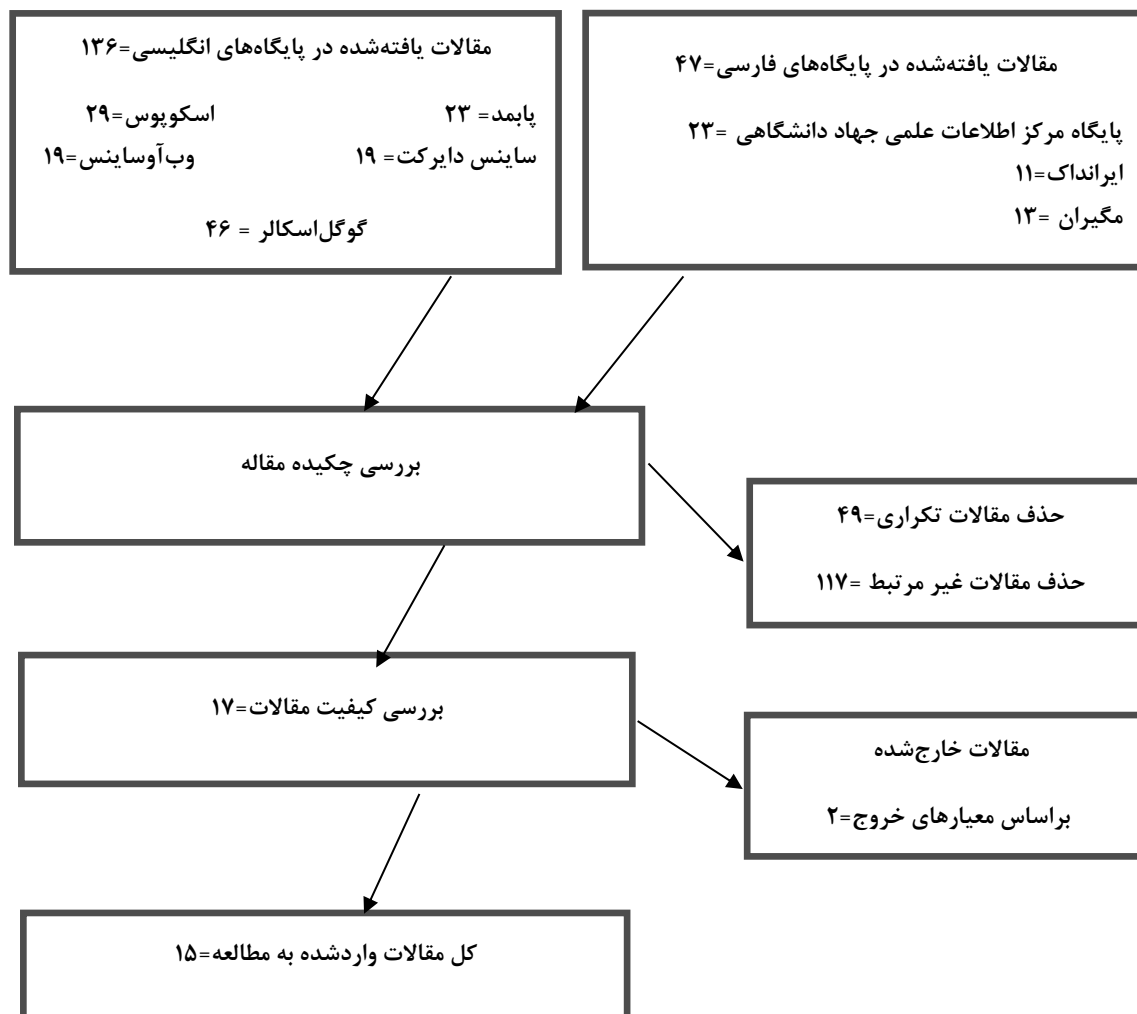 مقالات یافته‌شده در پایگاه‌های فارسی=۴۷
پایگاه مرکز اطلاعات علمی جهاد دانشگاهی =۲۳
ایرانداک=۱۱
مگیران =۱۳
مقالات یافته‌شده در پایگاه‌های انگلیسی=۱۳۶
پابمد= ۲۳ اسکوپوس=۲۹
ساینس دایرکت= ۱۹ وب‌آوساینس=۱۹
گوگل‌اسکالر = ۴۶
بررسی چکیده مقاله
حذف مقالات تکراری=۴۹
حذف مقالات غیر مرتبط =۱۱۷
بررسی کیفیت مقالات=۱۷
مقالات خارج‌شده
براساس معیارهای خروج=۲
کل مقالات واردشده به مطالعه=۱۵